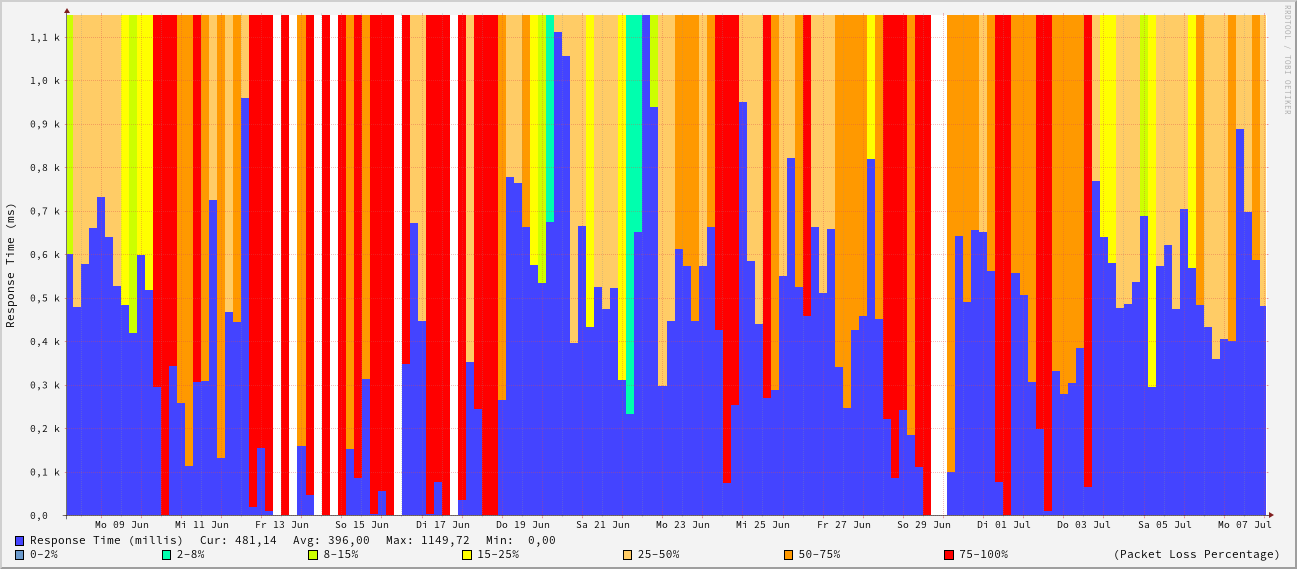 1,1 k
1,0 k
0,9 k
0,8 k
0,7 k
0,6 k
0,5 k
0,4 k
0,3 k
0,2 k
0,1 k
0,0
Response Time (ms)
RRDTOOL / TOBI OETIKER
Mo 09 Jun Mi 11 Jun Fr 13 Jun So 15 Jun Di 17 Jun Do 19 Jun Sa 21 Jun Mo 23 Jun Mi 25 Jun Fr 27 Jun So 29 Jun Di 01 Jul Do 03 Jul Sa 05 Jul Mo 07 Jul
Response Time (millis) Cur: 481,14 Avg: 396,00 Max: 1149,72 Min: 0,00
0-2% 2-8% 8-15% 15-25% 25-50% 50-75% 75-100% (Packet Loss Percentage)